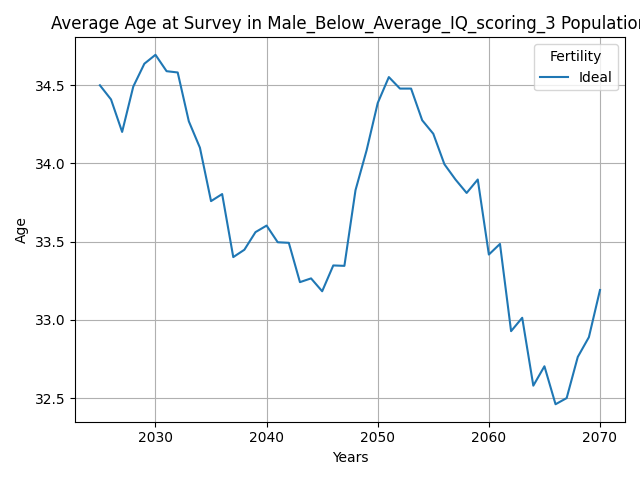 Average Age at Survey in Male_Below_Average_IQ_scoring_3 Population
Fertility
Ideal
34.5
34.0
33.5
33.0
32.5
Age
2030 2040 2050 2060 2070
Years